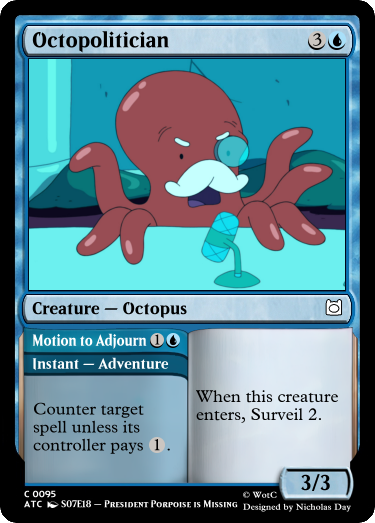 Octopolitician 3
Creature — Octopus
Motion to Adjourn 1
Instant — Adventure
Counter target
spell unless its
controller pays 1.
When this creature
enters, Surveil 2.
3/3
C 0095
ATC S07E18 – President Porpoise is Missing
© WotC
Designed by Nicholas Day